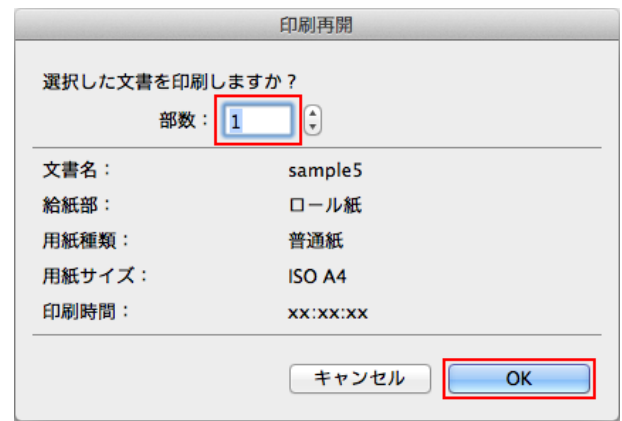 印刷再開
選択した文書を印刷しますか？
部数： 1
文書名： sample5
給紙部： ロール紙
用紙種類： 普通紙
用紙サイズ： ISO A4
印刷時間： xx:xx:xx
キャンセル OK